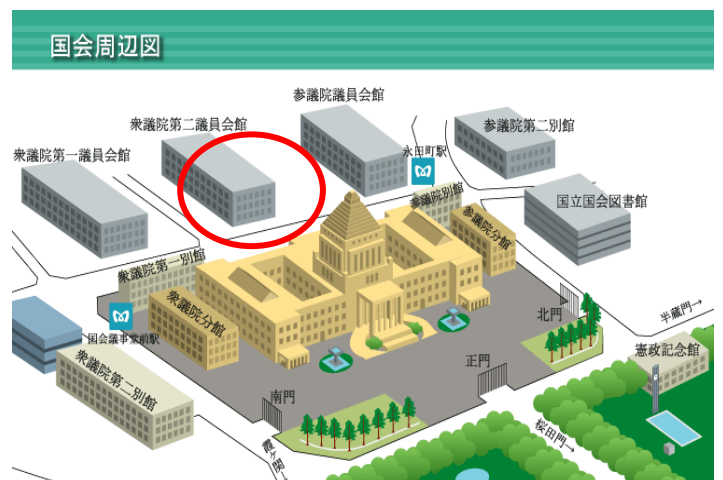 国会周辺図
参議院議員会館
衆議院第二議員会館
参議院第二別館
衆議院第一議員会館
永田町駅
参議院別館
国立国会図書館
参議院分館
衆議院第一別館
衆議院分館
北門
半蔵門→
国会議事堂前駅
憲政記念館
正門
衆議院第二別館
南門
桜田門→
霞ヶ関→